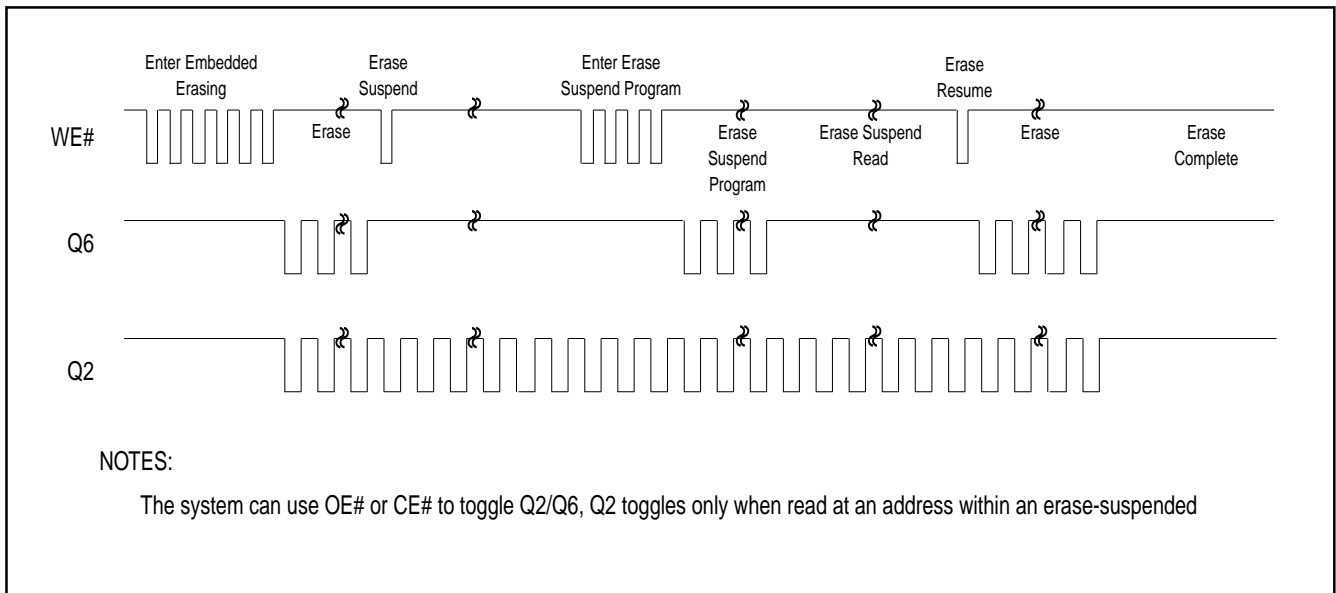 Enter Embedded
Erasing
Erase
Suspend
Enter Erase
Suspend Program
Erase
Resume
WE#
Erase
Erase
Suspend
Program
Erase Suspend
Read
Erase
Erase
Complete
Q6
Q2
NOTES:
The system can use OE# or CE# to toggle Q2/Q6, Q2 toggles only when read at an address within an erase-suspended